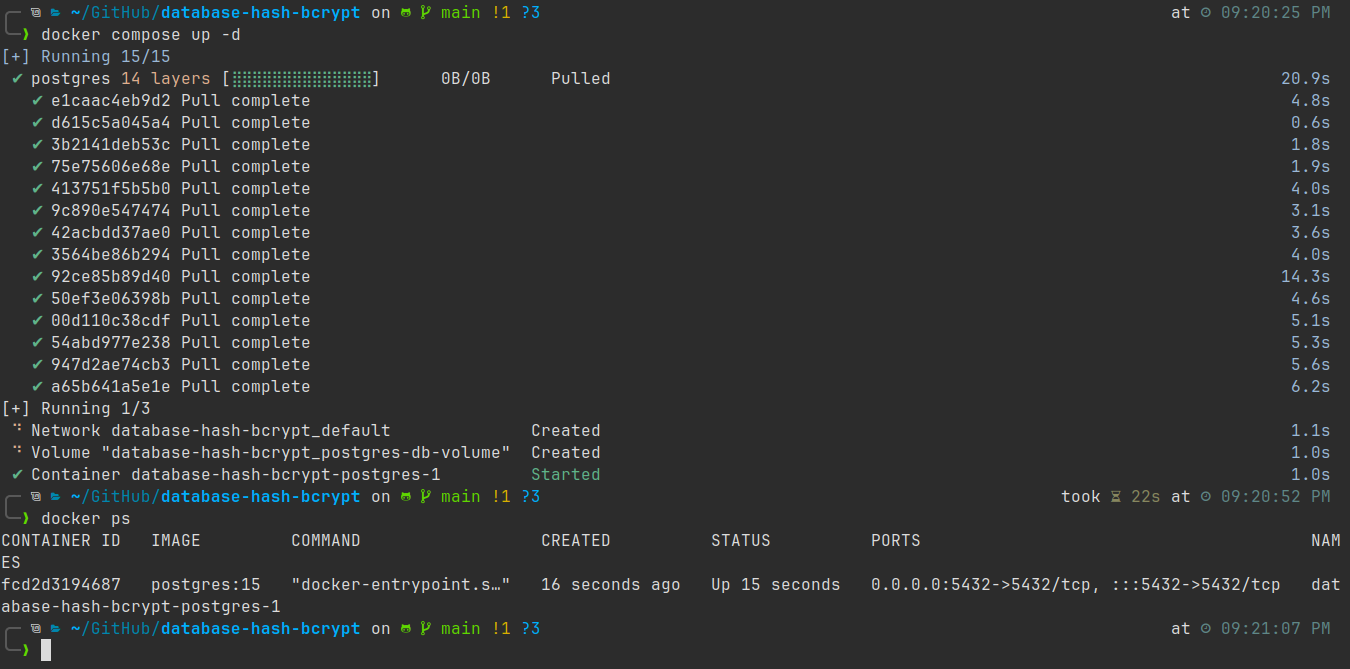 ~/GitHub/database-hash-bcrypt on main !1 ?3 at 09:20:25 PM
❯ docker compose up -d
[+] Running 15/15
✔ postgres 14 layers [⣿⣿⣿⣿⣿⣿⣿⣿⣿⣿⣿⣿⣿⣿] 0B/0B Pulled 20.9s
✔ e1caac4eb9d2 Pull complete 4.8s
✔ d615c5a045a4 Pull complete 0.6s
✔ 3b2141deb53c Pull complete 1.8s
✔ 75e75606e68e Pull complete 1.9s
✔ 413751f5b5b0 Pull complete 4.0s
✔ 9c890e547474 Pull complete 3.1s
✔ 42acbdd37ae0 Pull complete 3.6s
✔ 3564be86b294 Pull complete 4.0s
✔ 92ce85b89d40 Pull complete 14.3s
✔ 50ef3e06398b Pull complete 4.6s
✔ 00d110c38cdf Pull complete 5.1s
✔ 54abd977e238 Pull complete 5.3s
✔ 947d2ae74cb3 Pull complete 5.6s
✔ a65b641a5e1e Pull complete 6.2s
[+] Running 1/3
⠙ Network database-hash-bcrypt_default Created 1.1s
⠙ Volume "database-hash-bcrypt_postgres-db-volume" Created 1.0s
✔ Container database-hash-bcrypt-postgres-1 Started 1.0s
~/GitHub/database-hash-bcrypt on main !1 ?3 took 22s at 09:20:52 PM
❯ docker ps
CONTAINER ID IMAGE COMMAND CREATED STATUS PORTS NAM
ES
fcd2d3194687 postgres:15 "docker-entrypoint.s…" 16 seconds ago Up 15 seconds 0.0.0.0:5432->5432/tcp, :::5432->5432/tcp dat
abase-hash-bcrypt-postgres-1
~/GitHub/database-hash-bcrypt on main !1 ?3 at 09:21:07 PM
❯